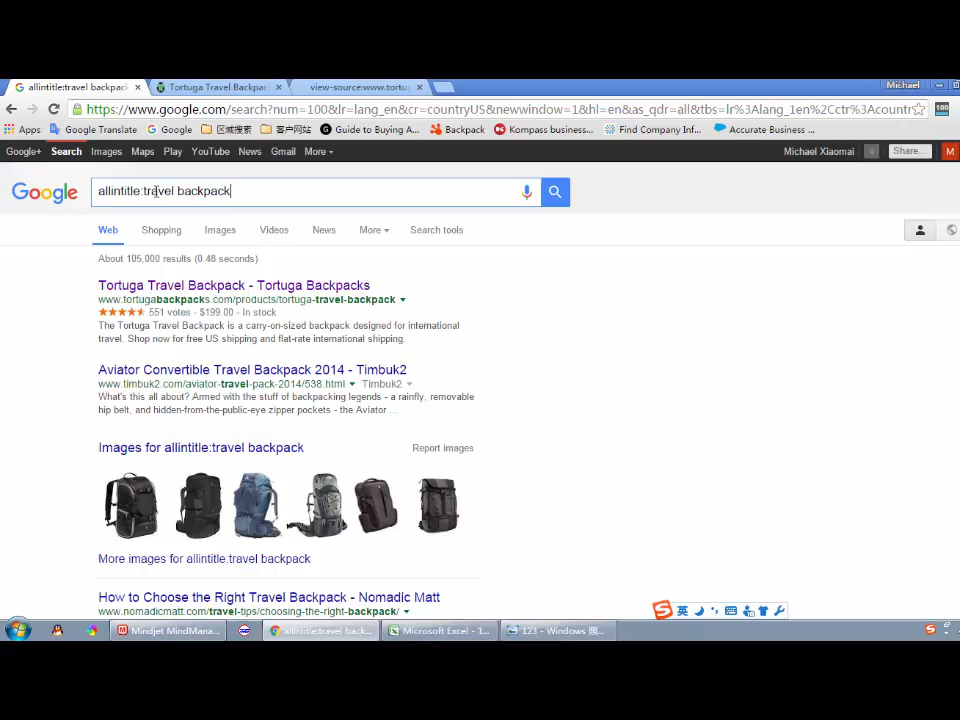 allintitle:travel backpack
Tortuga Travel Backpac
view-source:www.tortu
Michael
https://www.google.com/search?num=100&lr=lang_en&cr=countryUS&newwindow=1&hl=en&as_qdr=all&tbs=lr%3Alang_1en%2Cctr%3Acountr
100
Apps
Google Translate
Google
区域搜索
客户网站
Guide to Buying A...
Backpack
Kompass business...
Find Company Inf...
Accurate Business ...
Google+ Search Images Maps Play YouTube News Gmail More
Michael Xiaomai
0
Share...
M
Google
allintitle:travel backpack
Web Shopping Images Videos News More Search tools
About 105,000 results (0.48 seconds)
Tortuga Travel Backpack - Tortuga Backpacks
www.tortugabackpacks.com/products/tortuga-travel-backpack
551 votes - $199.00 - In stock
The Tortuga Travel Backpack is a carry-on-sized backpack designed for international
travel. Shop now for free US shipping and flat-rate international shipping.
Aviator Convertible Travel Backpack 2014 - Timbuk2
www.timbuk2.com/aviator-travel-pack-2014/538.html Timbuk2
What's this all about? Armed with the stuff of backpacking legends - a rainfly, removable
hip belt, and hidden-from-the-public-eye zipper pockets - the Aviator ...
Images for allintitle:travel backpack
Report images
More images for allintitle:travel backpack
How to Choose the Right Travel Backpack - Nomadic Matt
www.nomadicmatt.com/travel-tips/choosing-the-right-backpack/
英
Mindjet MindMana...
allintitle:travel back...
Microsoft Excel - 1...
123 - Windows 照...